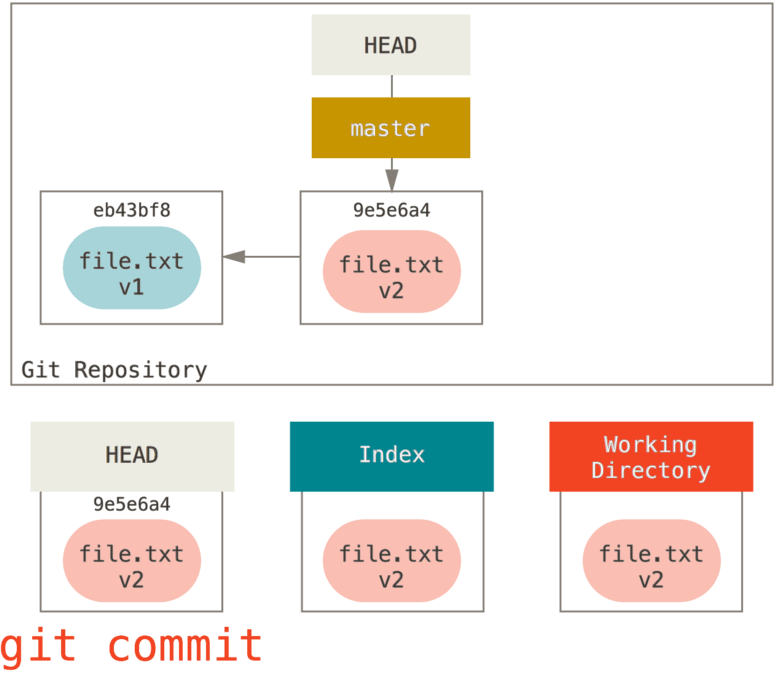 HEAD
master
eb43bf8
file.txt
v1
9e5e6a4
file.txt
v2
Git Repository
HEAD
9e5e6a4
file.txt
v2
Index
file.txt
v2
Working
Directory
file.txt
v2
git commit